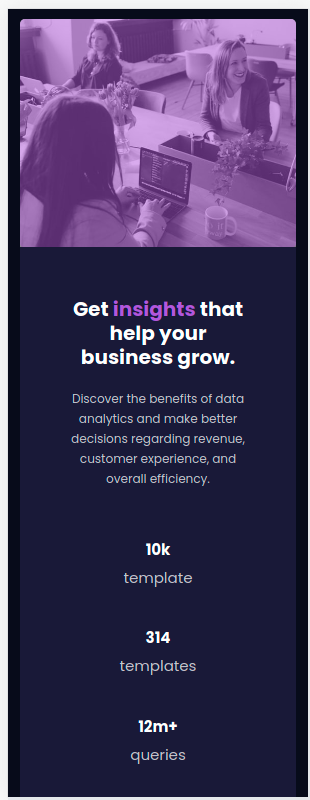 Get insights that
help your
business grow.
Discover the benefits of data
analytics and make better
decisions regarding revenue,
customer experience, and
overall efficiency.
10k
template
314
templates
12m+
queries